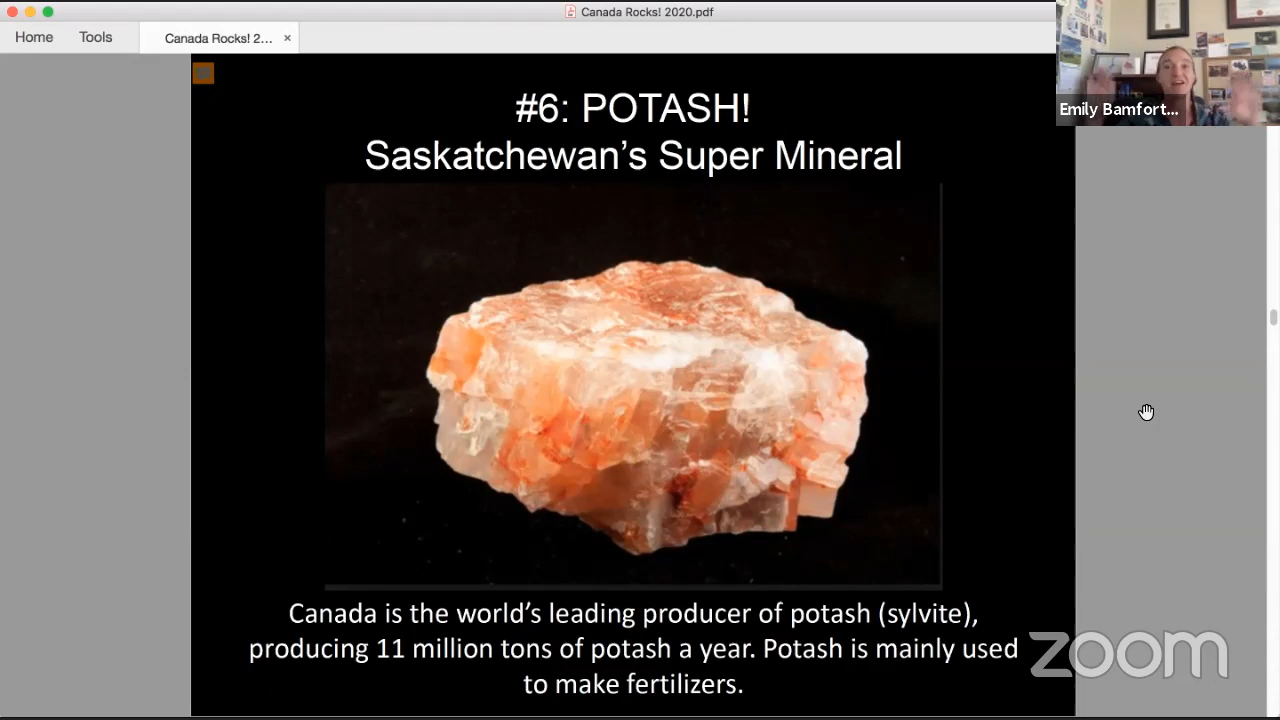 Canada Rocks! 2020.pdf
Home Tools Canada Rocks! 2... ×
Emily Bamfort...
#6: POTASH!
Saskatchewan’s Super Mineral
Canada is the world’s leading producer of potash (sylvite),
producing 11 million tons of potash a year. Potash is mainly used
to make fertilizers.
zoom